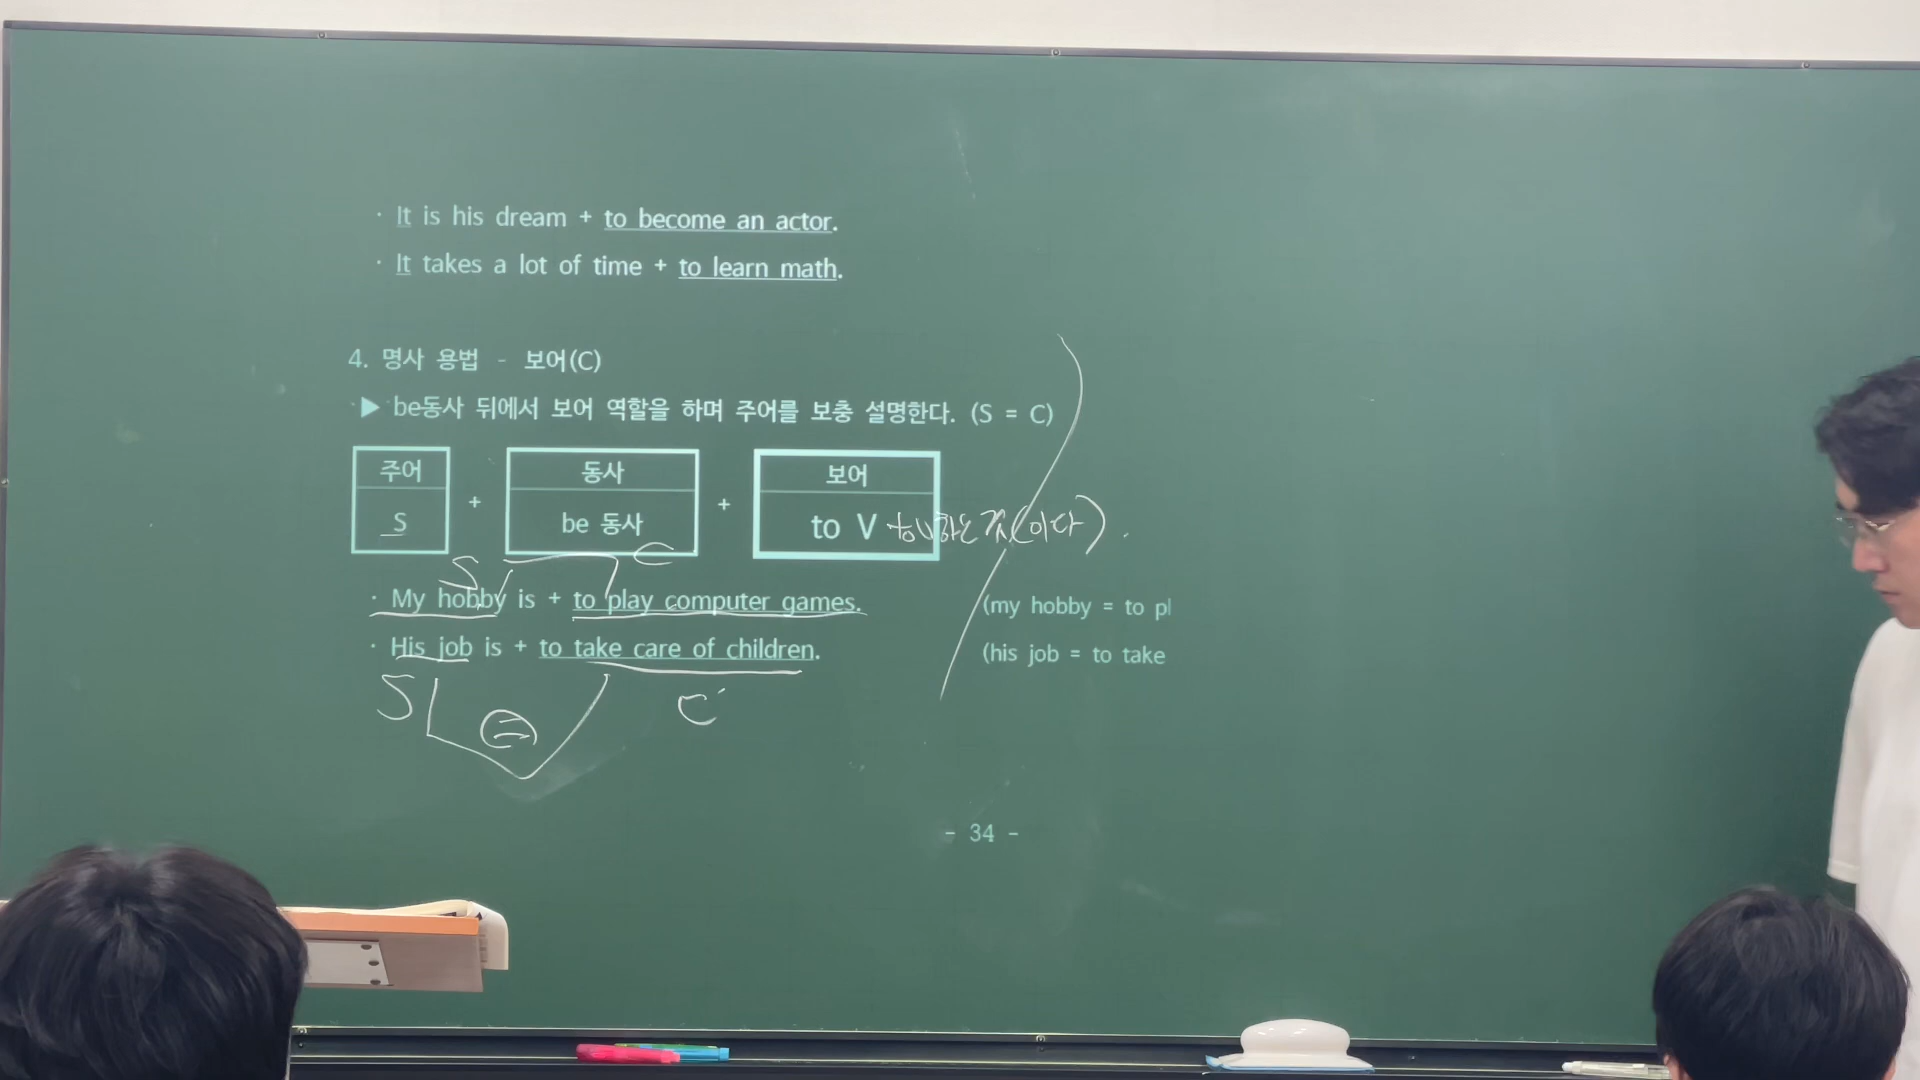 · It is his dream + to become an actor.
· It takes a lot of time + to learn math.
4. 명사 용법 - 보어(C)
▶ be동사 뒤에서 보어 역할을 하며 주어를 보충 설명한다. (S = C)
주어 동사 보어
S + be 동사 + to V to V하는 것(이다).
S C
· My hobby is + to play computer games. (my hobby = to pl
· His job is + to take care of children. (his job = to take
S = C
- 34 -